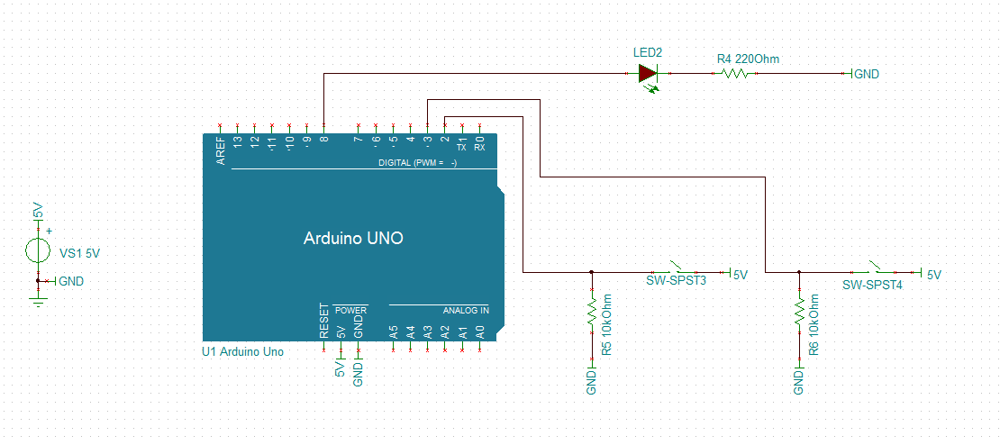 LED2
R4 220Ohm
GND
AREF
13
12
11
10
9
8
7
6
5
4
3
2
1
0
TX
RX
DIGITAL (PWM = -)
Arduino UNO
5V
+
VS1 5V
GND
SW-SPST3
5V
SW-SPST4
5V
R5 10kOhm
R6 10kOhm
GND
GND
RESET
POWER
5V
GND
ANALOG IN
A5
A4
A3
A2
A1
A0
U1 Arduino Uno
5V
GND